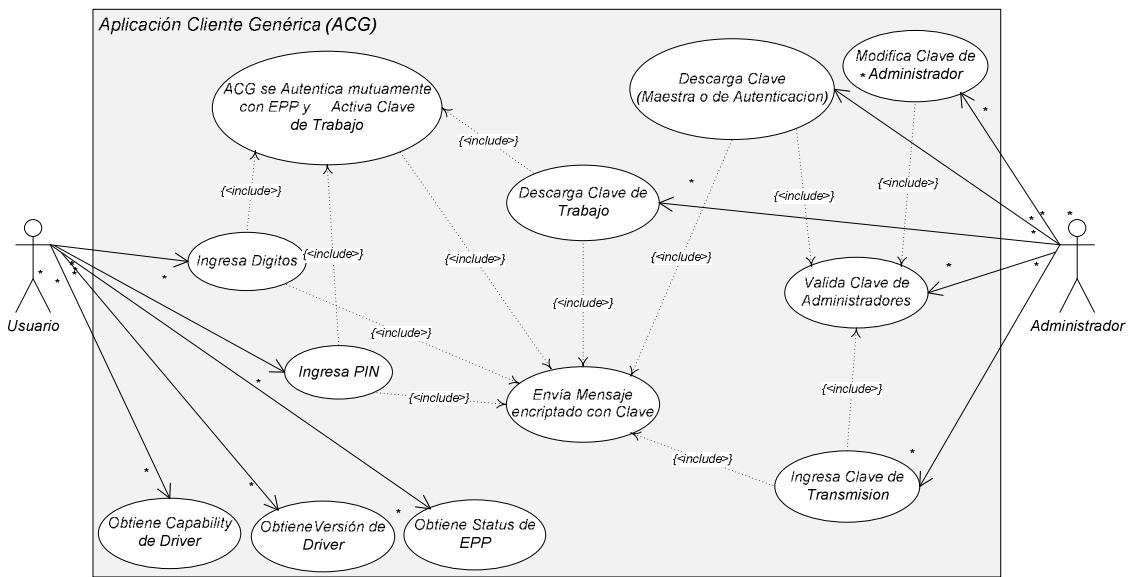 Aplicación Cliente Genérica (ACG)
ACG se Autentica mutuamente
con EPP y Activa Clave
de Trabajo
Descarga Clave
(Maestra o de Autenticacion)
Modifica Clave de
* Administrador
*
{<include>}
{<include>}
{<include>}
{<include>}
Descarga Clave de
Trabajo
*
{<include>}
{<include>}
{<include>}
{<include>}
* * *
*
Ingresa Digitos
*
Valida Clave de
Administradores
*
*
Usuario
* * * *
*
Administrador
{<include>}
{<include>}
Ingresa PIN
*
{<include>}
Envía Mensaje
encriptado con Clave
{<include>}
{<include>}
*
Ingresa Clave de
Transmision
*
*
*
Obtiene Capability
de Driver
ObtieneVersión de
Driver
Obtiene Status de
EPP